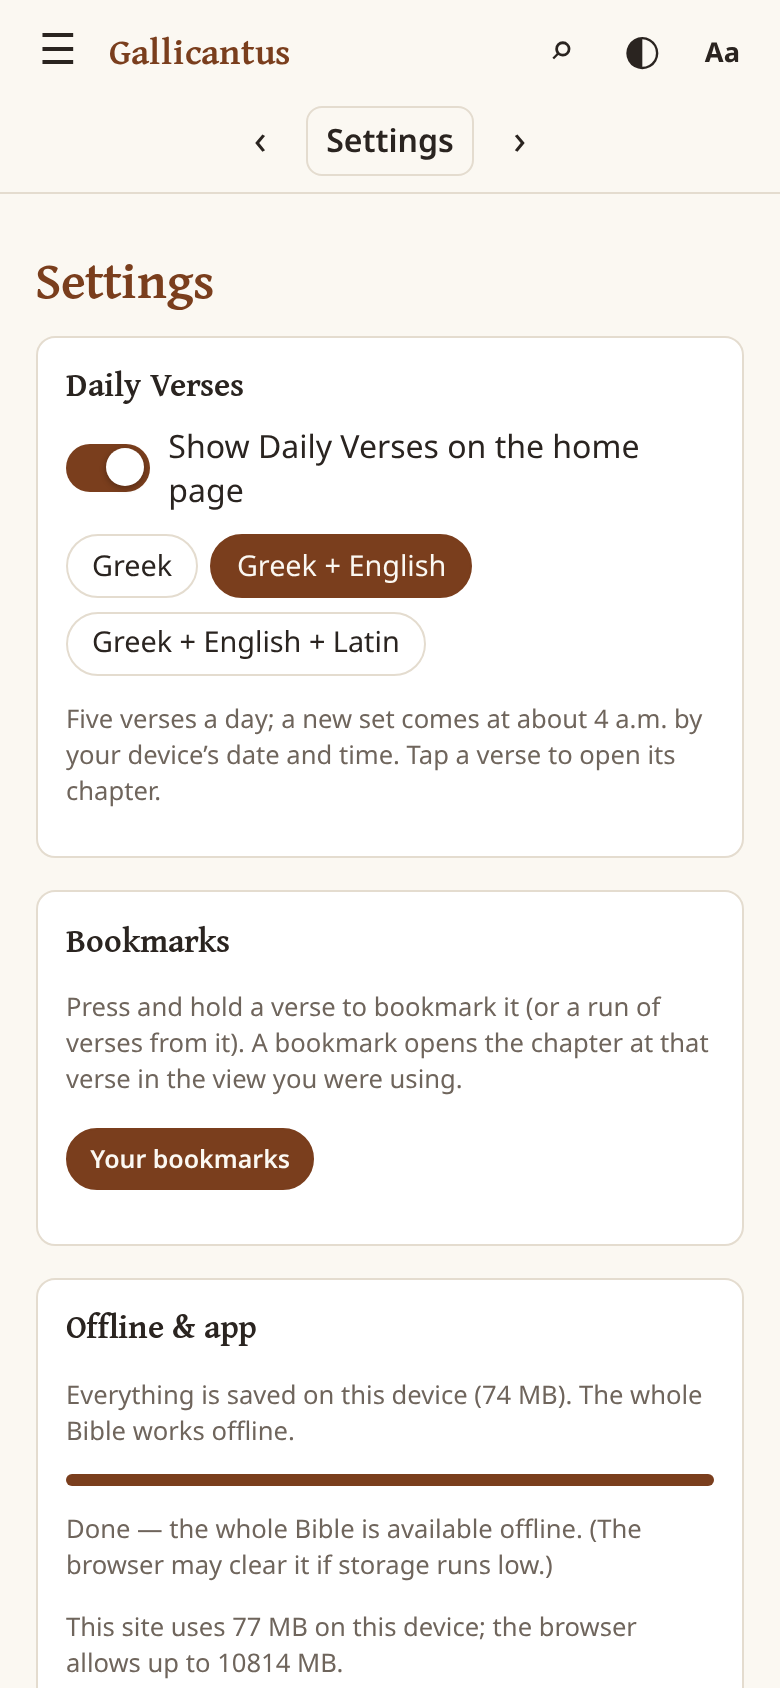 ☰ Gallicantus Aa
‹ Settings ›
Settings
Daily Verses
Show Daily Verses on the home
page
Greek Greek + English
Greek + English + Latin
Five verses a day; a new set comes at about 4 a.m. by
your device’s date and time. Tap a verse to open its
chapter.
Bookmarks
Press and hold a verse to bookmark it (or a run of
verses from it). A bookmark opens the chapter at that
verse in the view you were using.
Your bookmarks
Offline & app
Everything is saved on this device (74 MB). The whole
Bible works offline.
Done — the whole Bible is available offline. (The
browser may clear it if storage runs low.)
This site uses 77 MB on this device; the browser
allows up to 10814 MB.